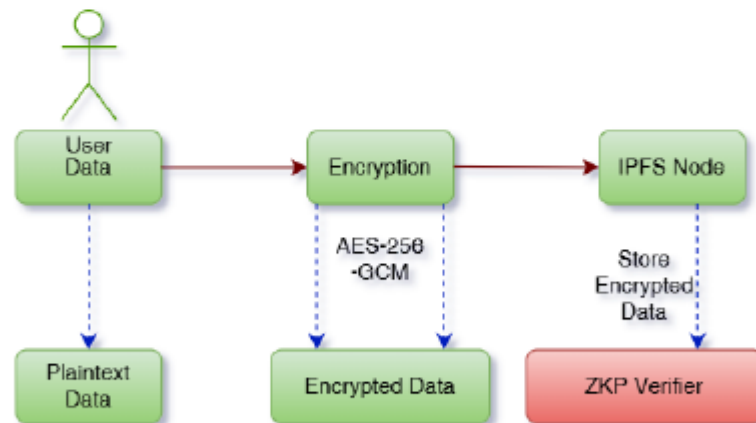 User
Data
Encryption
IPFS Node
AES-256
-GCM
Store
Encrypted
Data
Plaintext
Data
Encrypted Data
ZKP Verifier